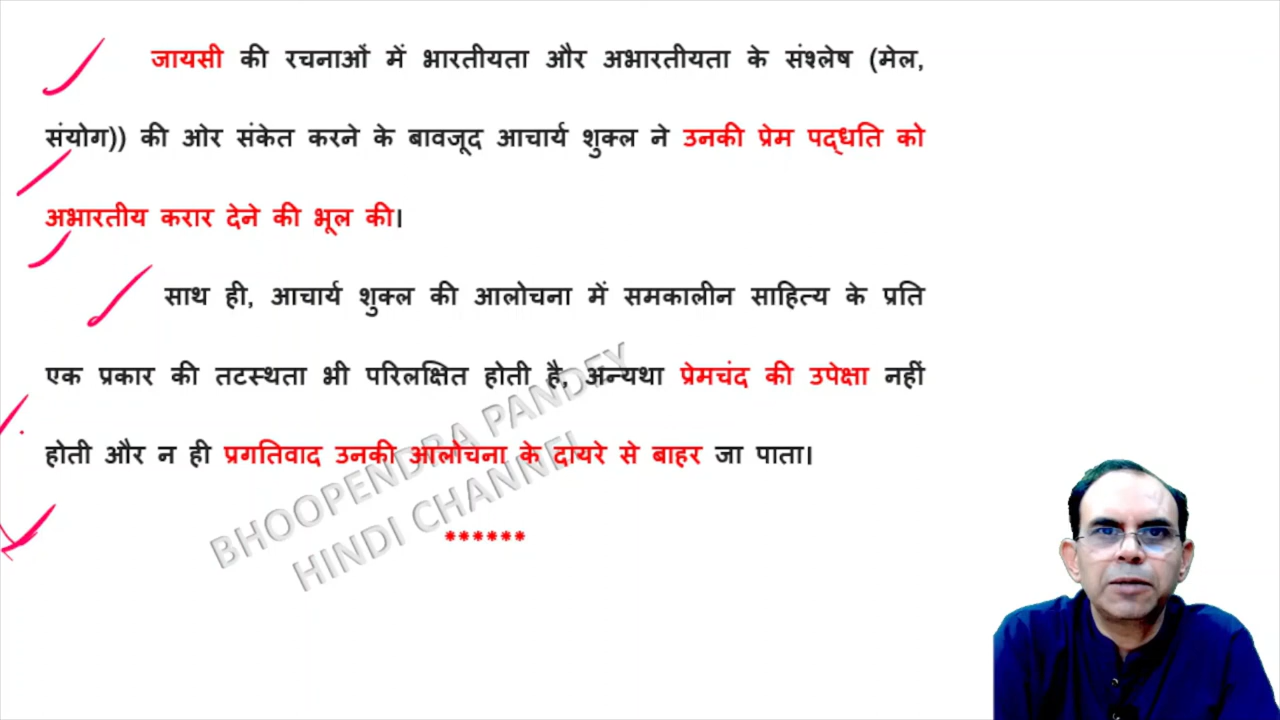 जायसी की रचनाओं में भारतीयता और अभारतीयता के संश्लेष (मेल,
संयोग)) की ओर संकेत करने के बावजूद आचार्य शुक्ल ने उनकी प्रेम पद्धति को
अभारतीय करार देने की भूल की।
साथ ही, आचार्य शुक्ल की आलोचना में समकालीन साहित्य के प्रति
एक प्रकार की तटस्थता भी परिलक्षित होती है, अन्यथा प्रेमचंद की उपेक्षा नहीं
होती और न ही प्रगतिवाद उनकी आलोचना के दायरे से बाहर जा पाता।
BHOOPENDRA PANDEY
HINDI CHANNEL
******